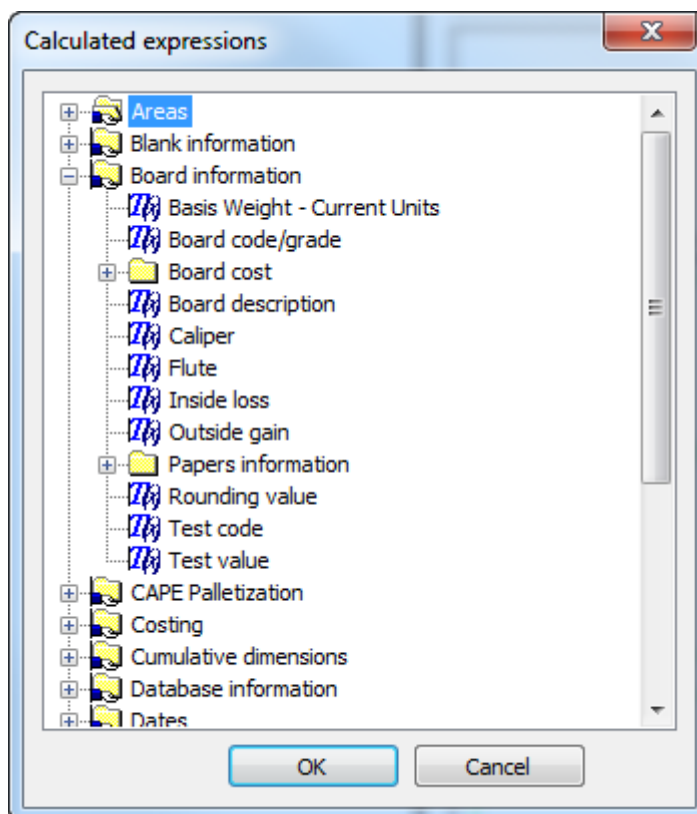 Calculated expressions
Areas
Blank information
Board information
Basis Weight - Current Units
Board code/grade
Board cost
Board description
Caliper
Flute
Inside loss
Outside gain
Papers information
Rounding value
Test code
Test value
CAPE Palletization
Costing
Cumulative dimensions
Database information
Dates
OK Cancel